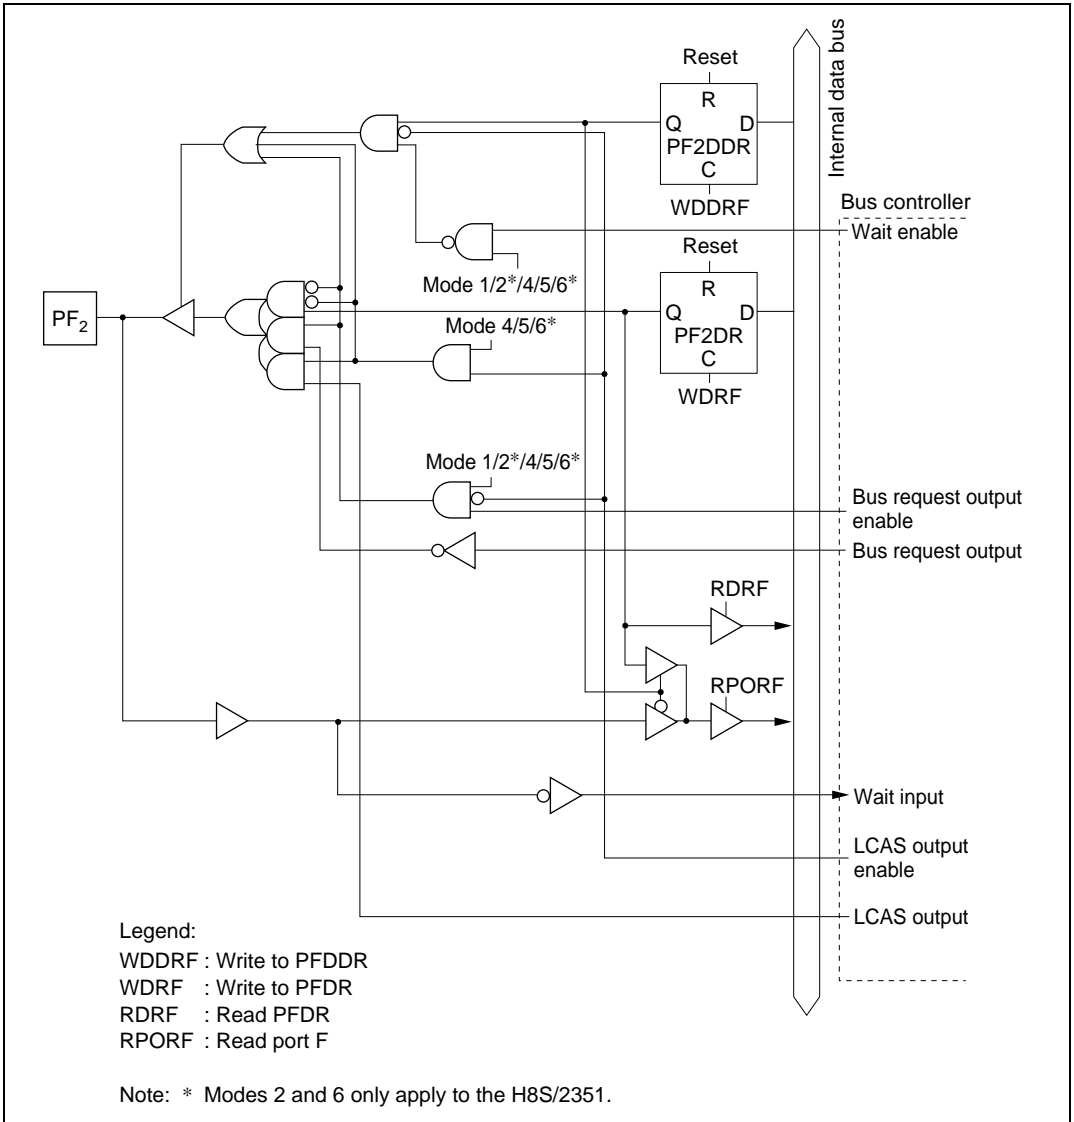 Reset
R
Q D
PF2DDR
C
WDDRF
Internal data bus
Bus controller
Wait enable
Mode 1/2*/4/5/6*
Reset
R
Q D
PF2DR
C
WDRF
PF2
Mode 4/5/6*
Mode 1/2*/4/5/6*
Bus request output
enable
Bus request output
RDRF
RPORF
Wait input
LCAS output
enable
LCAS output
Legend:
WDDRF : Write to PFDDR
WDRF : Write to PFDR
RDRF : Read PFDR
RPORF : Read port F
Note: * Modes 2 and 6 only apply to the H8S/2351.